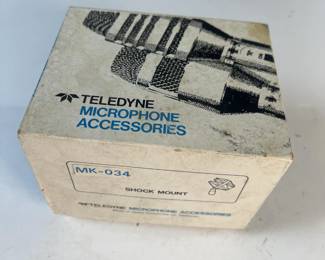 TELEDYNE
MICROPHONE
ACCESSORIES
MK-034
SHOCK MOUNT
TELEDYNE MICROPHONE ACCESSORIES